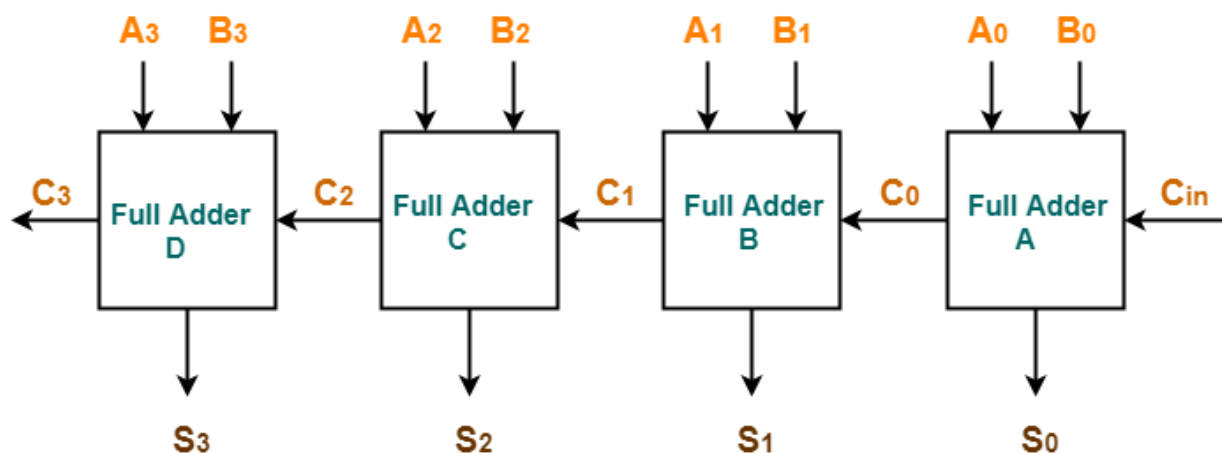 A3 B3 A2 B2 A1 B1 A0 B0
C3 C2 C1 C0 Cin
Full Adder D
Full Adder C
Full Adder B
Full Adder A
S3 S2 S1 S0